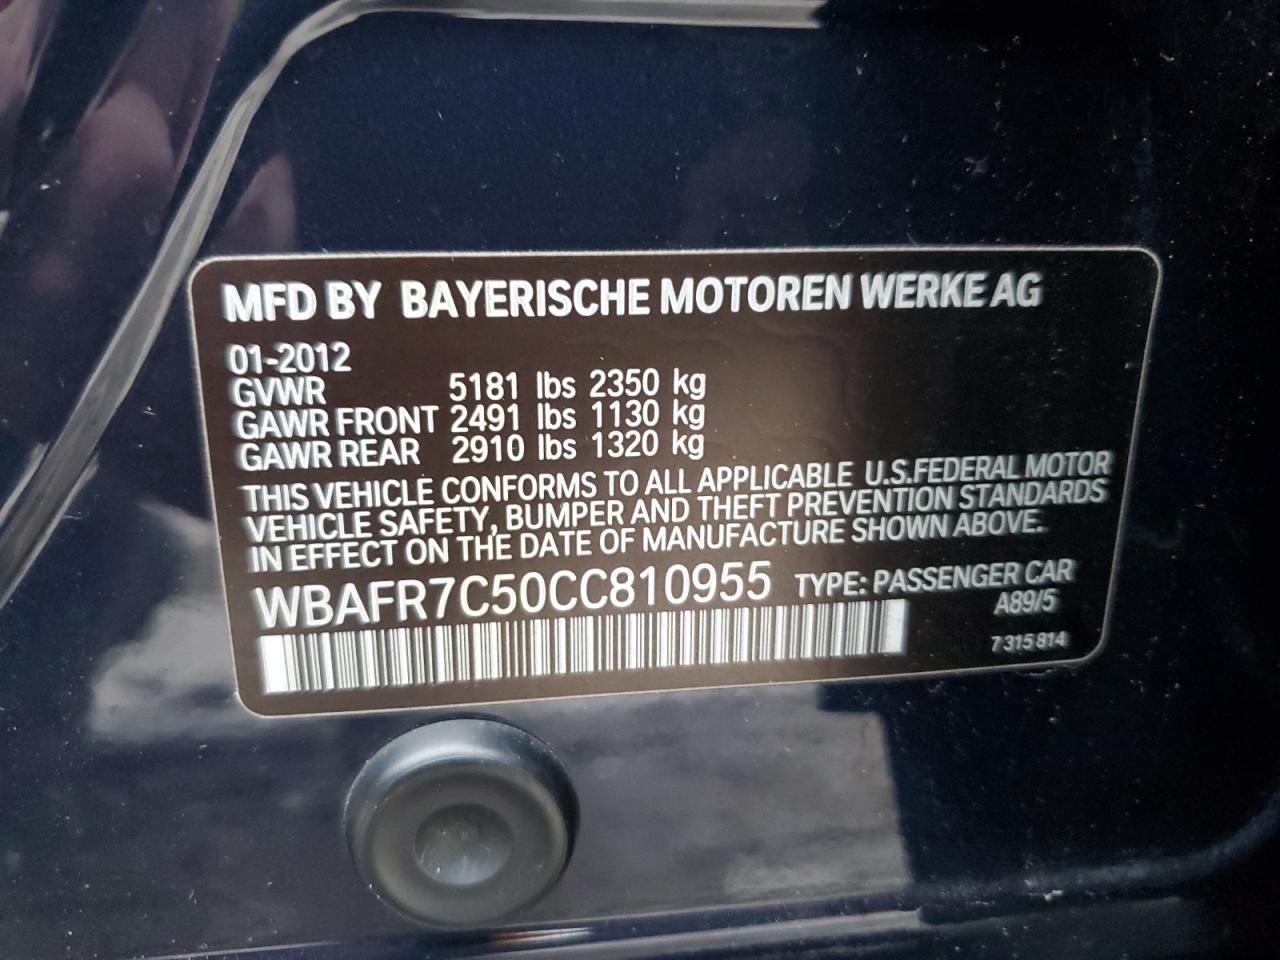 MFD BY BAYERISCHE MOTOREN WERKE AG
01-2012
GVWR 5181 lbs 2350 kg
GAWR FRONT 2491 lbs 1130 kg
GAWR REAR 2910 lbs 1320 kg
THIS VEHICLE CONFORMS TO ALL APPLICABLE U.S.FEDERAL MOTOR
VEHICLE SAFETY, BUMPER AND THEFT PREVENTION STANDARDS
IN EFFECT ON THE DATE OF MANUFACTURE SHOWN ABOVE.
WBAFR7C50CC810955 TYPE: PASSENGER CAR
A89/5
7 315 814